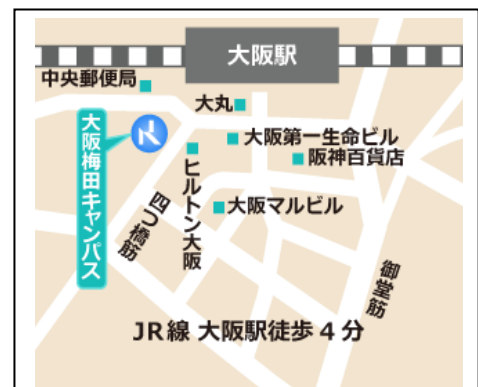 大阪駅
中央郵便局
大丸
大阪第一生命ビル
阪神百貨店
大阪梅田キャンパス
ヒルトン大阪
大阪マルビル
四つ橋筋
御堂筋
JR線 大阪駅徒歩4分